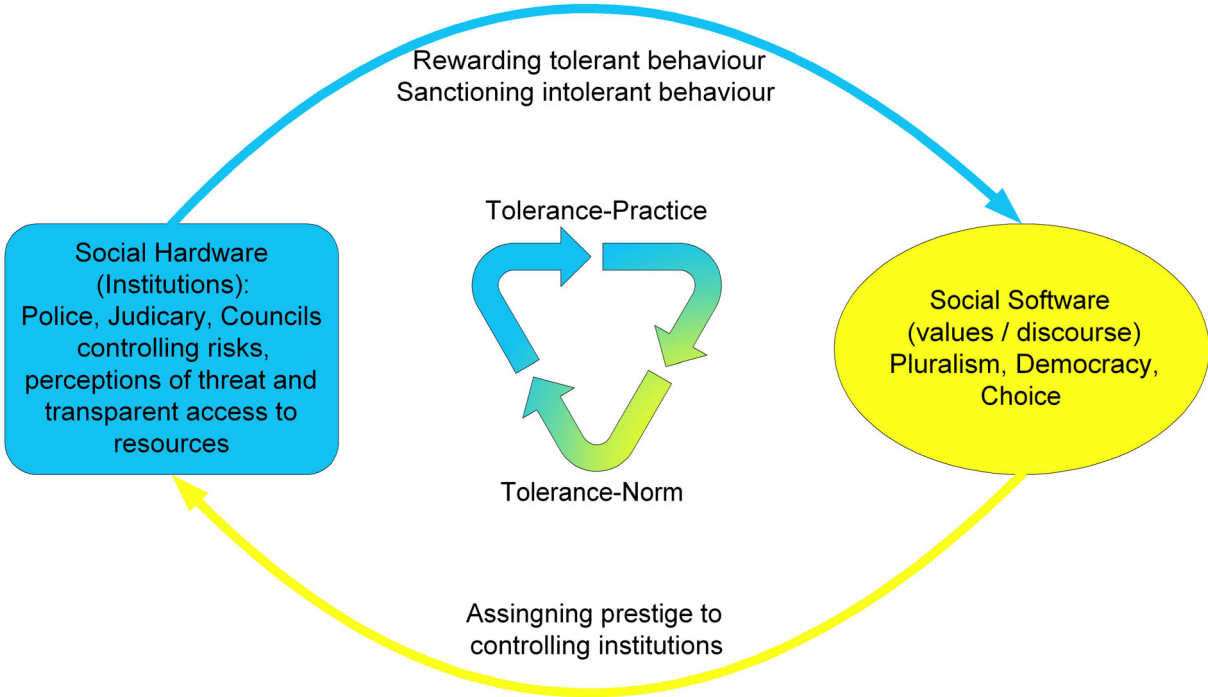 Rewarding tolerant behaviour
Sanctioning intolerant behaviour
Tolerance-Practice
Social Hardware
(Institutions):
Police, Judicary, Councils
controlling risks,
perceptions of threat and
transparent access to
resources
Social Software
(values / discourse)
Pluralism, Democracy,
Choice
Tolerance-Norm
Assingning prestige to
controlling institutions